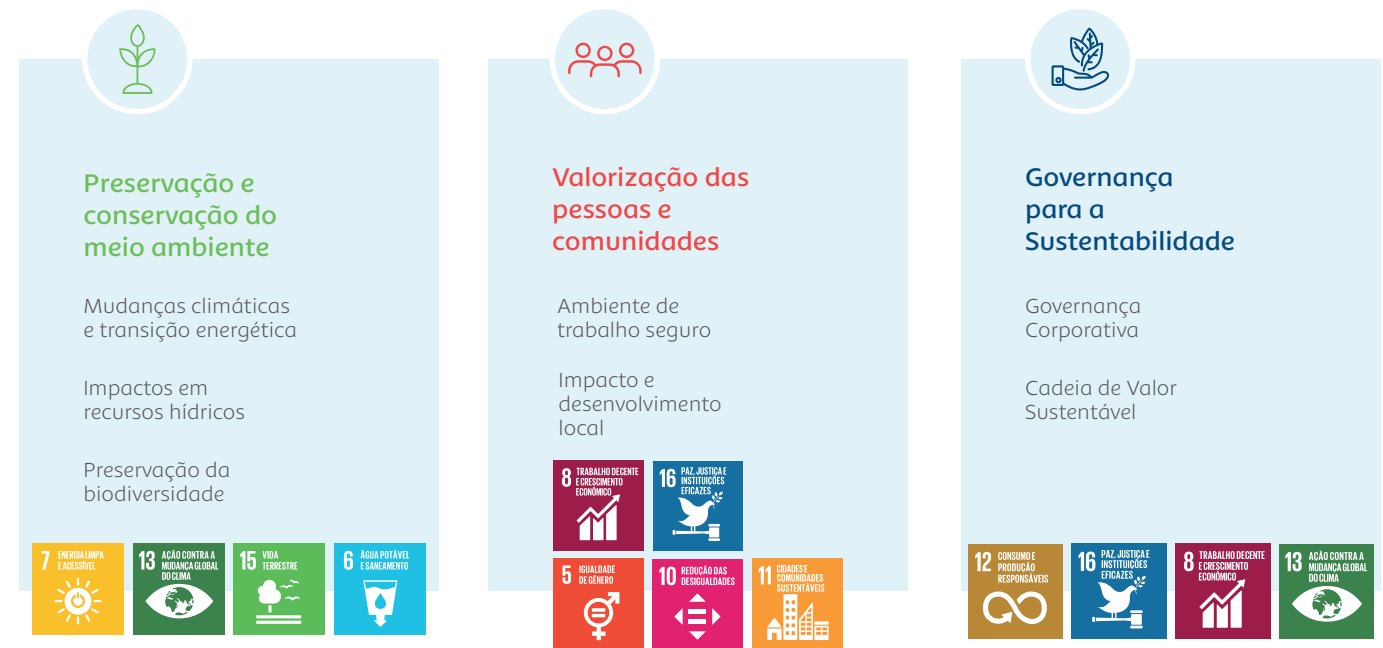 Preservação e
conservação do
meio ambiente
Mudanças climáticas
e transição energética
Impactos em
recursos hídricos
Preservação da
biodiversidade
7 ENERGIA LIMPA
E ACESSÍVEL
13 AÇÃO CONTRA A
MUDANÇA GLOBAL
DO CLIMA
15 VIDA
TERRESTRE
6 ÁGUA POTÁVEL
E SANEAMENTO
Valorização das
pessoas e
comunidades
Ambiente de
trabalho seguro
Impacto e
desenvolvimento
local
8 TRABALHO DECENTE
E CRESCIMENTO
ECONÔMICO
16 PAZ, JUSTIÇA E
INSTITUIÇÕES
EFICAZES
5 IGUALDADE
DE GÊNERO
10 REDUÇÃO DAS
DESIGUALDADES
11 CIDADES E
COMUNIDADES
SUSTENTÁVEIS
Governança
para a
Sustentabilidade
Governança
Corporativa
Cadeia de Valor
Sustentável
12 CONSUMO E
PRODUÇÃO
RESPONSÁVEIS
16 PAZ, JUSTIÇA E
INSTITUIÇÕES
EFICAZES
8 TRABALHO DECENTE
E CRESCIMENTO
ECONÔMICO
13 AÇÃO CONTRA A
MUDANÇA GLOBAL
DO CLIMA